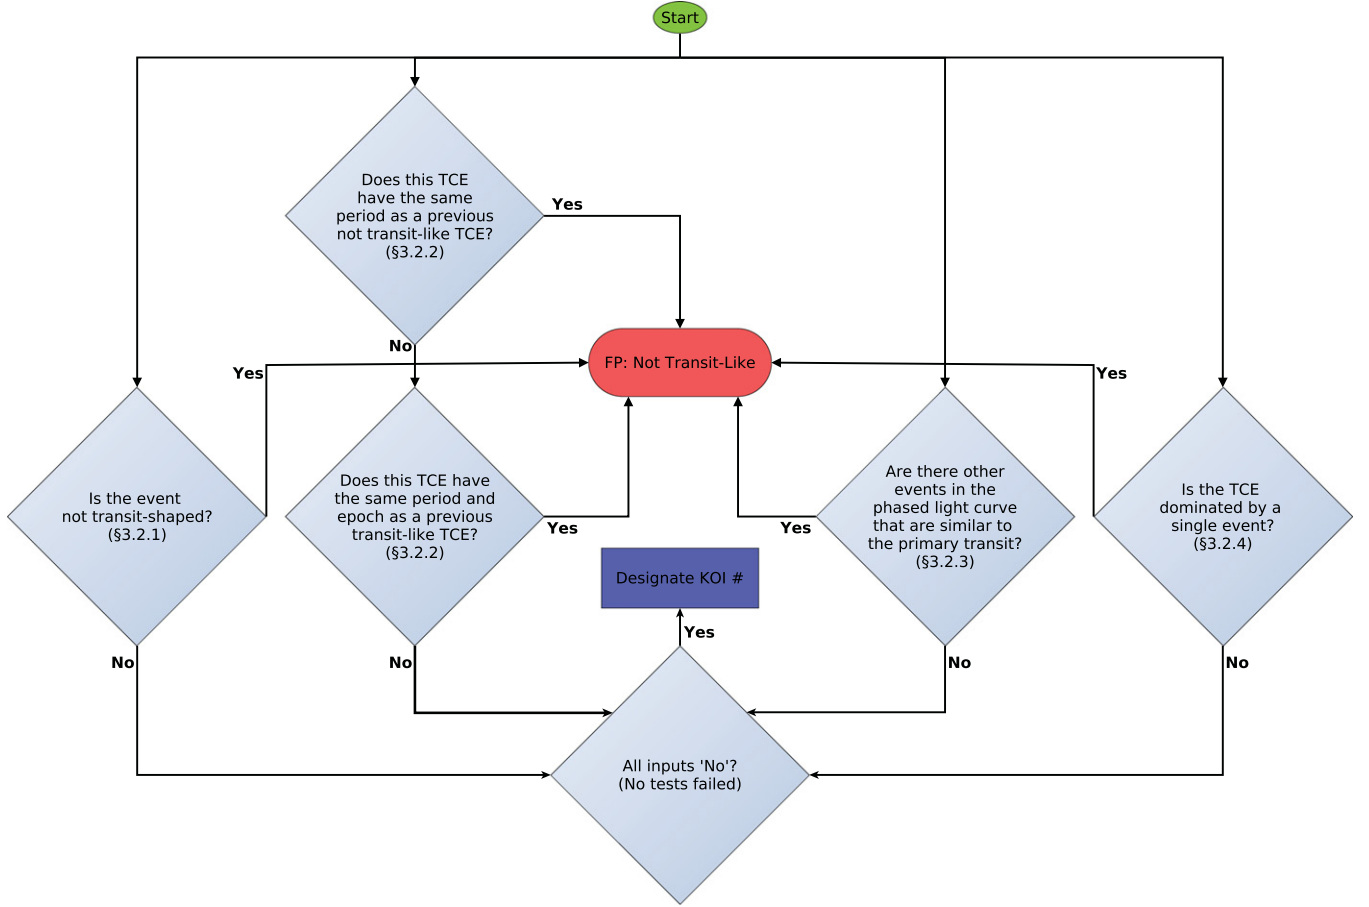 Start
Does this TCE
have the same
period as a previous
not transit-like TCE?
(§3.2.2)
Yes
No
FP: Not Transit-Like
Yes
Yes
Is the event
not transit-shaped?
(§3.2.1)
Does this TCE have
the same period and
epoch as a previous
transit-like TCE?
(§3.2.2)
Are there other
events in the
phased light curve
that are similar to
the primary transit?
(§3.2.3)
Is the TCE
dominated by a
single event?
(§3.2.4)
Yes
Yes
Designate KOI #
Yes
No
No
No
No
All inputs 'No'?
(No tests failed)